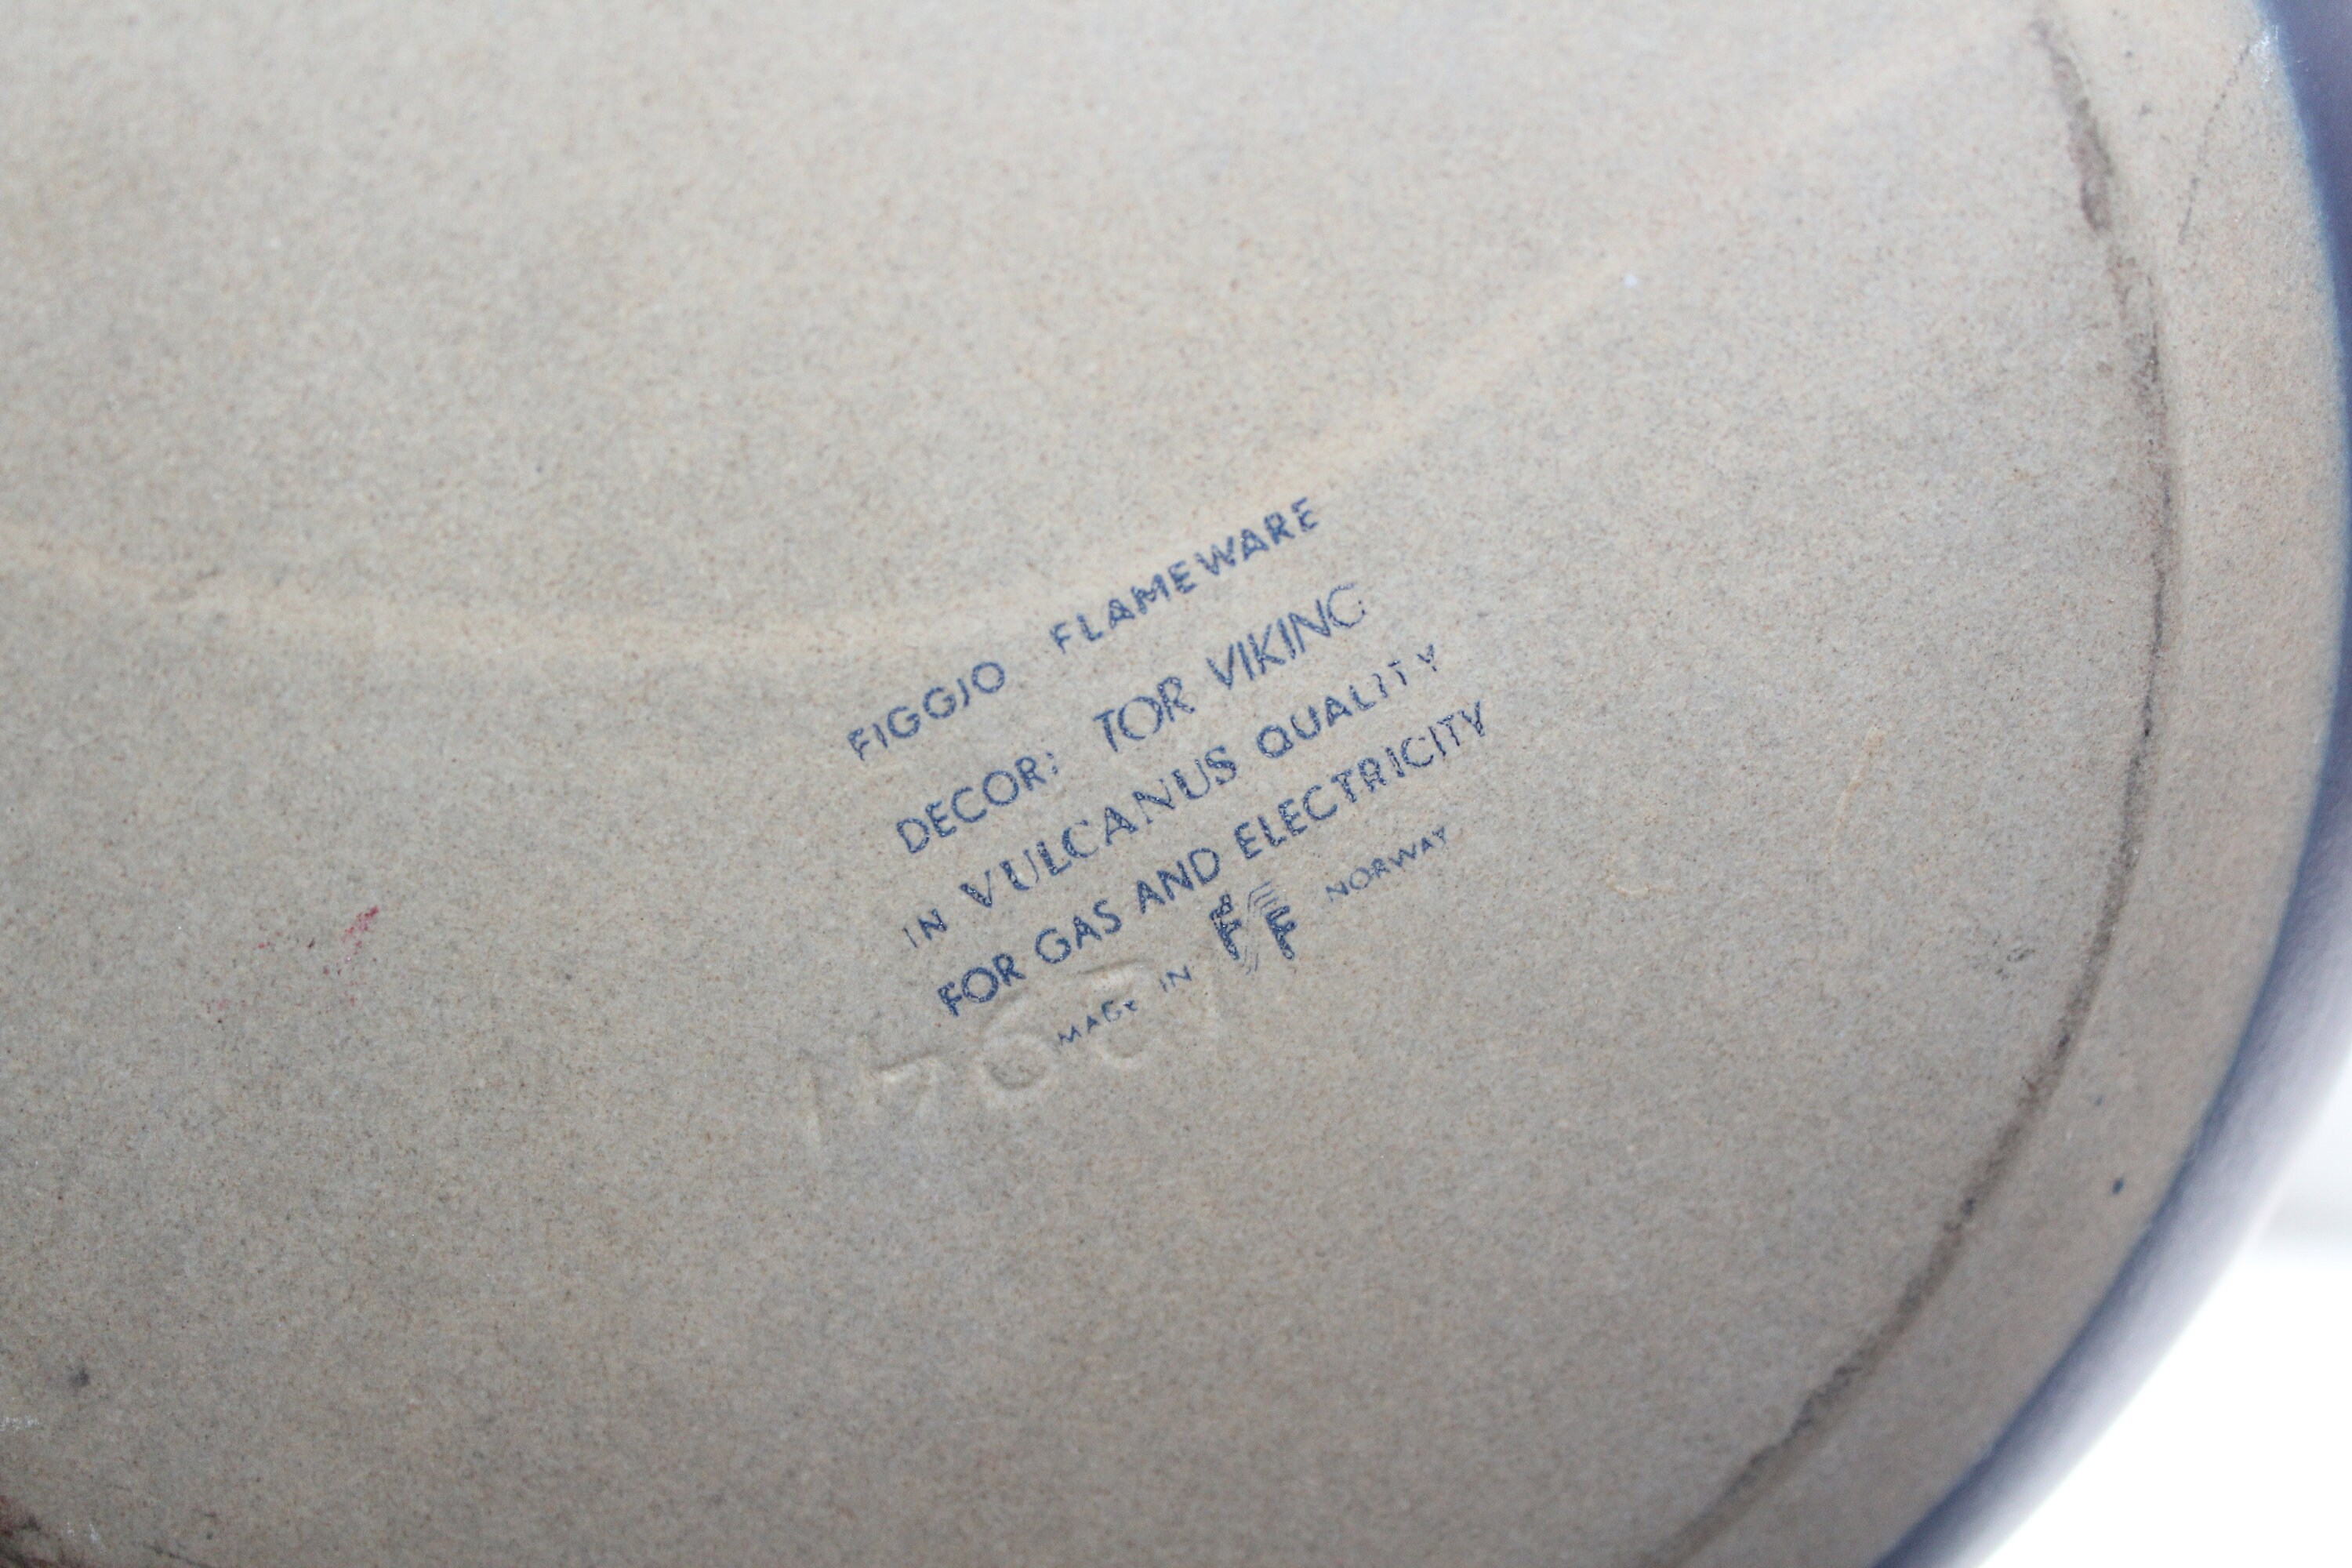 FIGGJO FLAMEWARE
DECOR: TOR VIKING
IN VULCANUS QUALITY
FOR GAS AND ELECTRICITY
MADE IN FF NORWAY